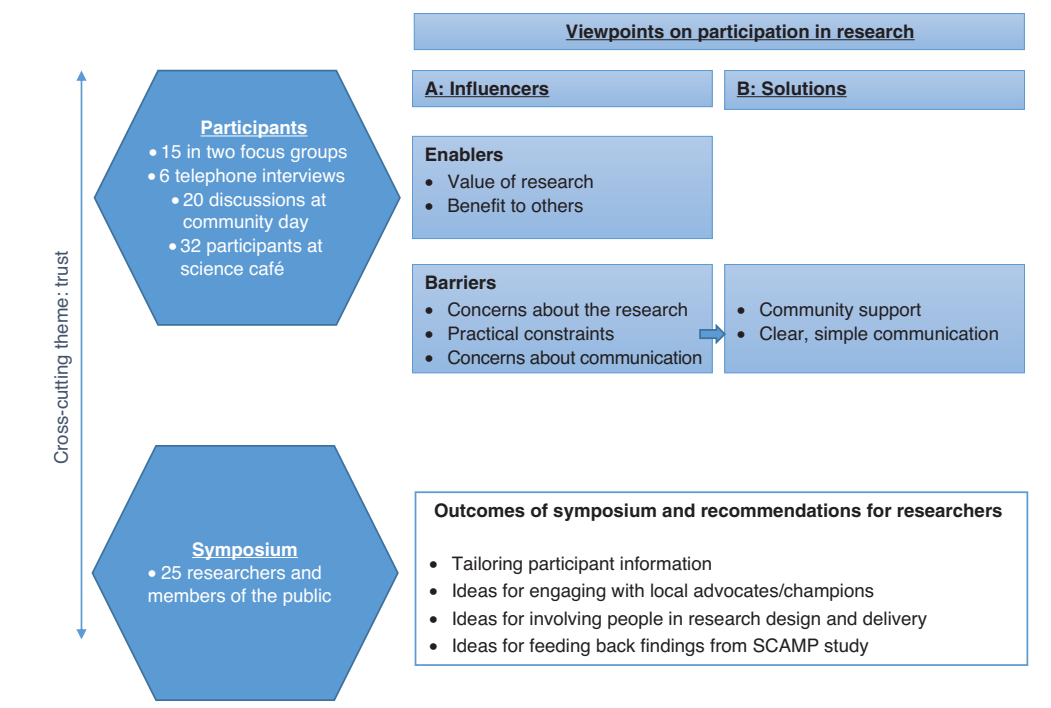 Viewpoints on participation in research
A: Influencers
B: Solutions
Participants
• 15 in two focus groups
• 6 telephone interviews
• 20 discussions at
community day
• 32 participants at
science café
Enablers
• Value of research
• Benefit to others
Barriers
• Concerns about the research
• Practical constraints
• Concerns about communication
• Community support
• Clear, simple communication
Cross-cutting theme: trust
Symposium
• 25 researchers and
members of the public
Outcomes of symposium and recommendations for researchers
• Tailoring participant information
• Ideas for engaging with local advocates/champions
• Ideas for involving people in research design and delivery
• Ideas for feeding back findings from SCAMP study